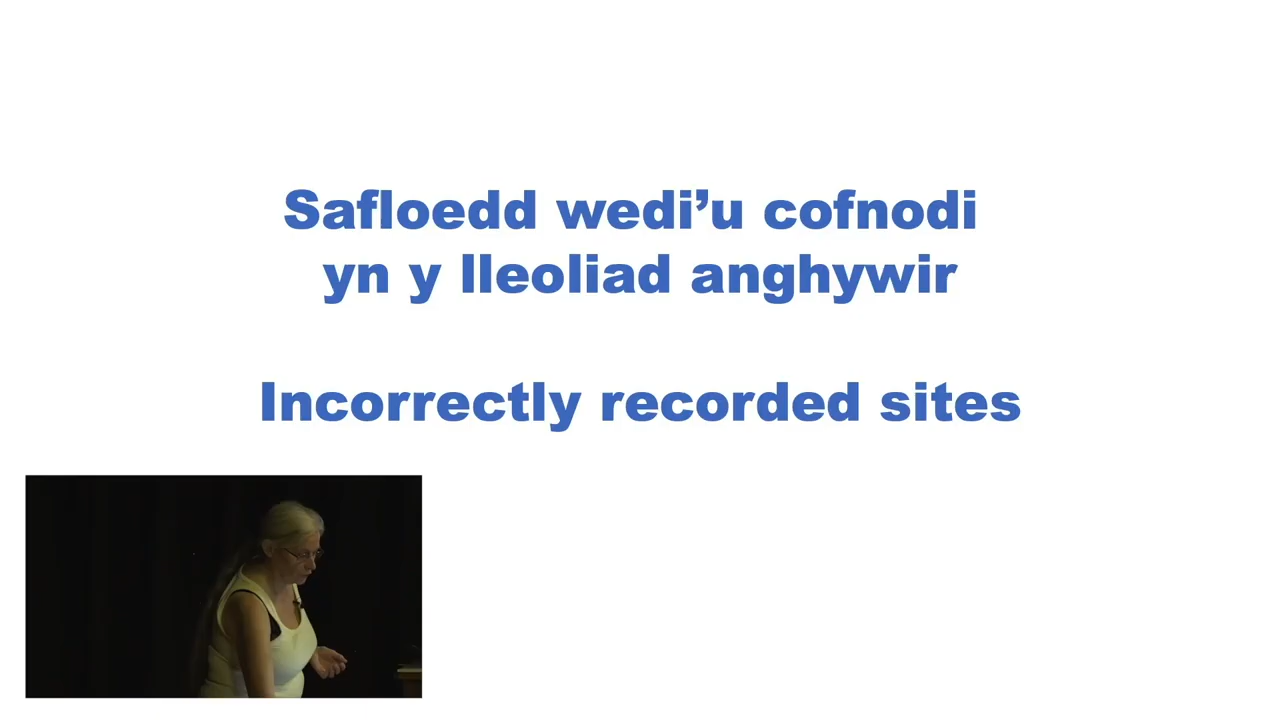 Safloedd wedi’u cofnodi
yn y lleoliad anghywir
Incorrectly recorded sites